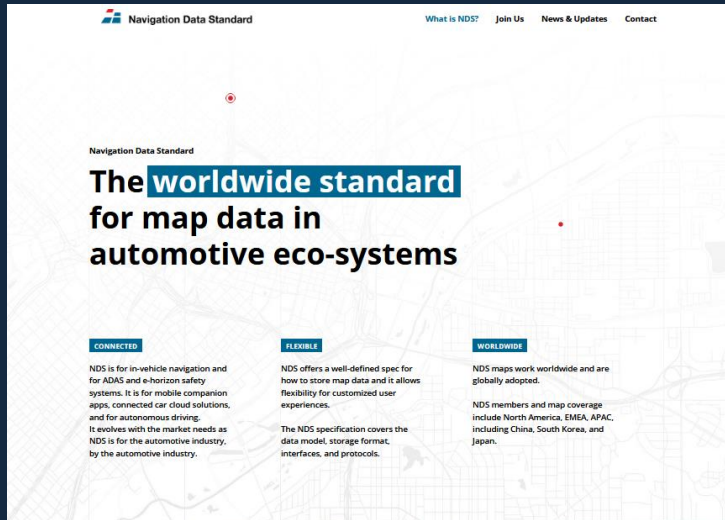 Navigation Data Standard
What is NDS? Join Us News & Updates Contact
Navigation Data Standard
The worldwide standard
for map data in
automotive eco-systems
CONNECTED
NDS is for in-vehicle navigation and
for ADAS and e-horizon safety
systems. It is for mobile companion
apps, connected car cloud solutions,
and for autonomous driving.
It evolves with the market needs as
NDS is for the automotive industry,
by the automotive industry.
FLEXIBLE
NDS offers a well-defined spec for
how to store map data and it allows
flexibility for customized user
experiences.
The NDS specification covers the
data model, storage format,
interfaces, and protocols.
WORLDWIDE
NDS maps work worldwide and are
globally adopted.
NDS members and map coverage
include North America, EMEA, APAC,
including China, South Korea, and
Japan.